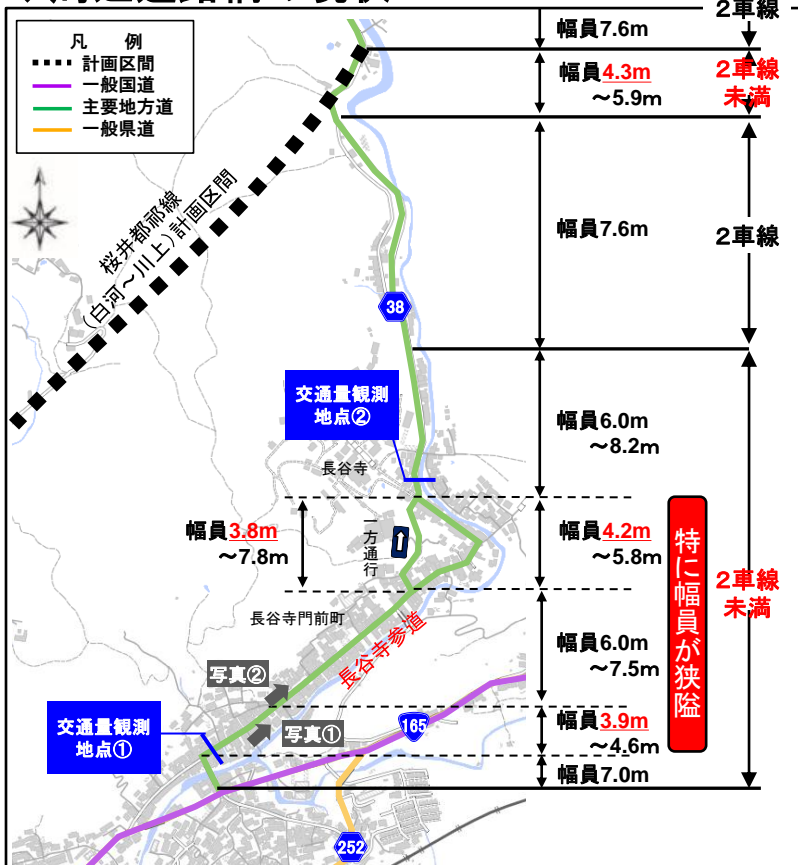 凡　例
計画区間
一般国道
主要地方道
一般県道
幅員7.6m
2車線
幅員4.3m
～5.9m
2車線
未満
桜井都祁線
（白河～川上）計画区間
幅員7.6m
2車線
38
交通量観測
地点②
幅員6.0m
～8.2m
長谷寺
幅員3.8m
～7.8m
一方通行
幅員4.2m
～5.8m
特に幅員が狭隘
2車線
未満
長谷寺門前町
長谷寺参道
幅員6.0m
～7.5m
写真②
写真①
交通量観測
地点①
165
幅員3.9m
～4.6m
幅員7.0m
252